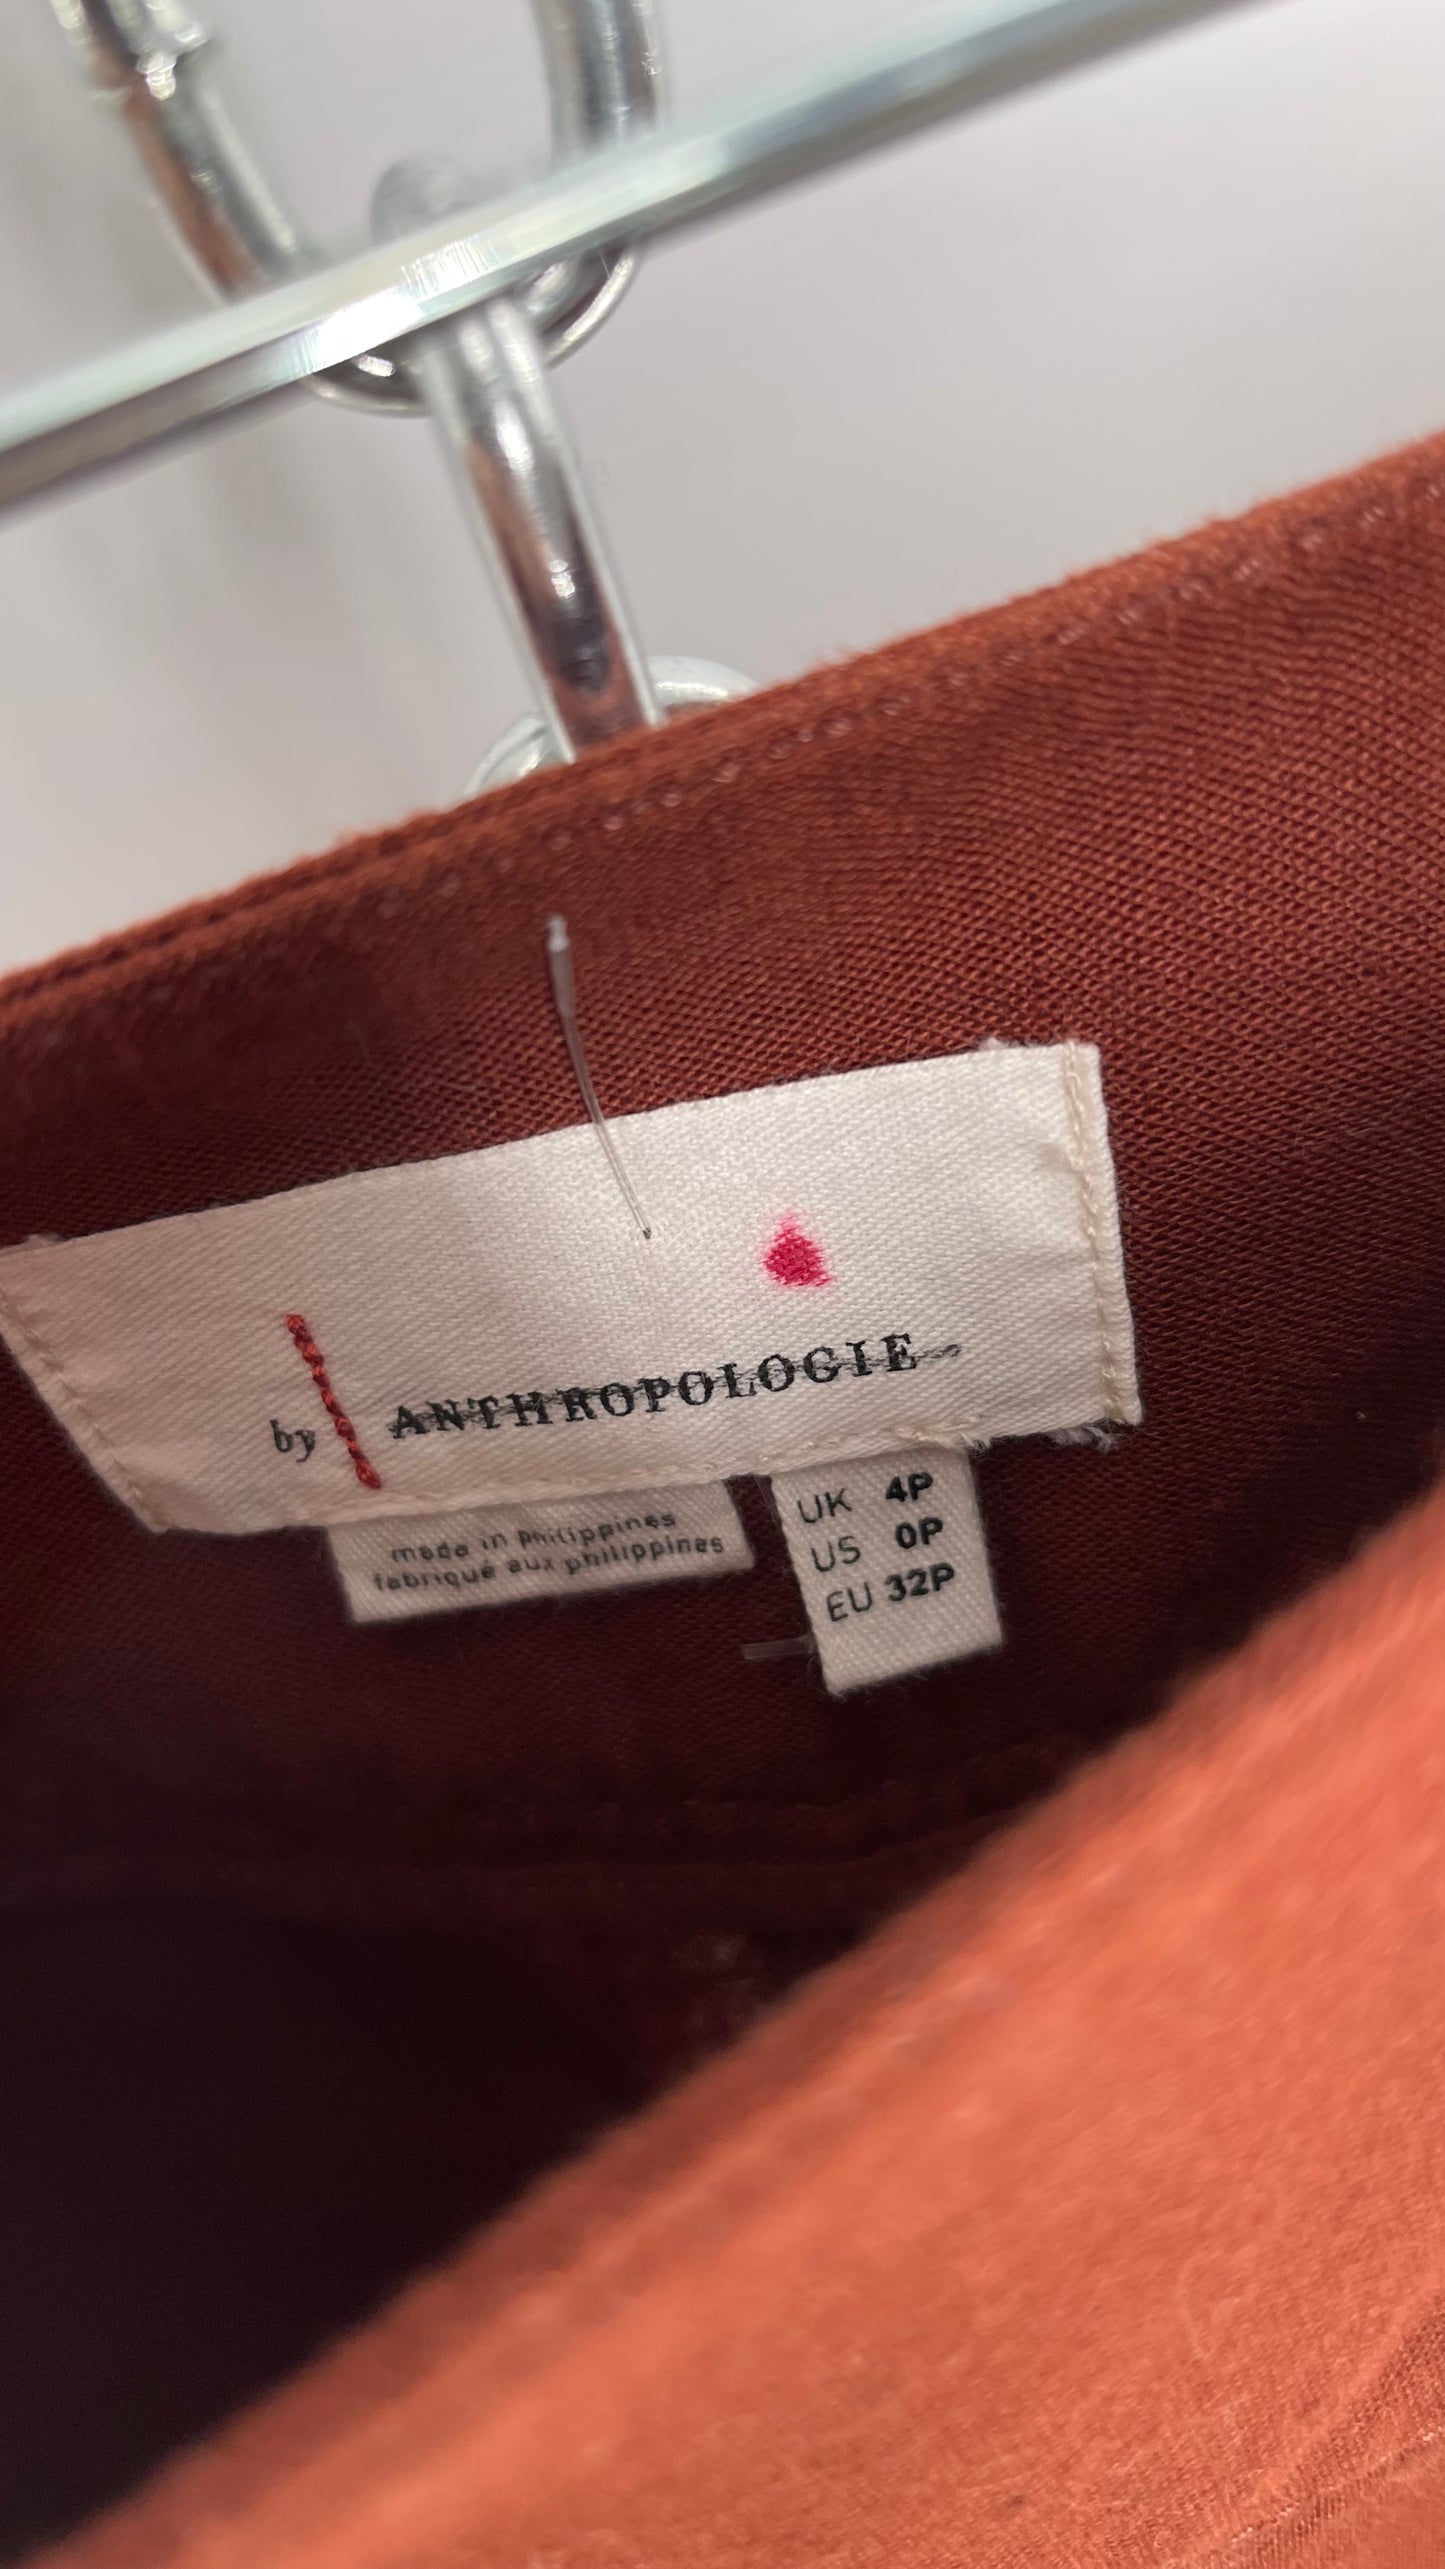 by ANTHROPOLOGIE
made in Philippines
fabriqué aux philippines
UK 4P
US 0P
EU 32P